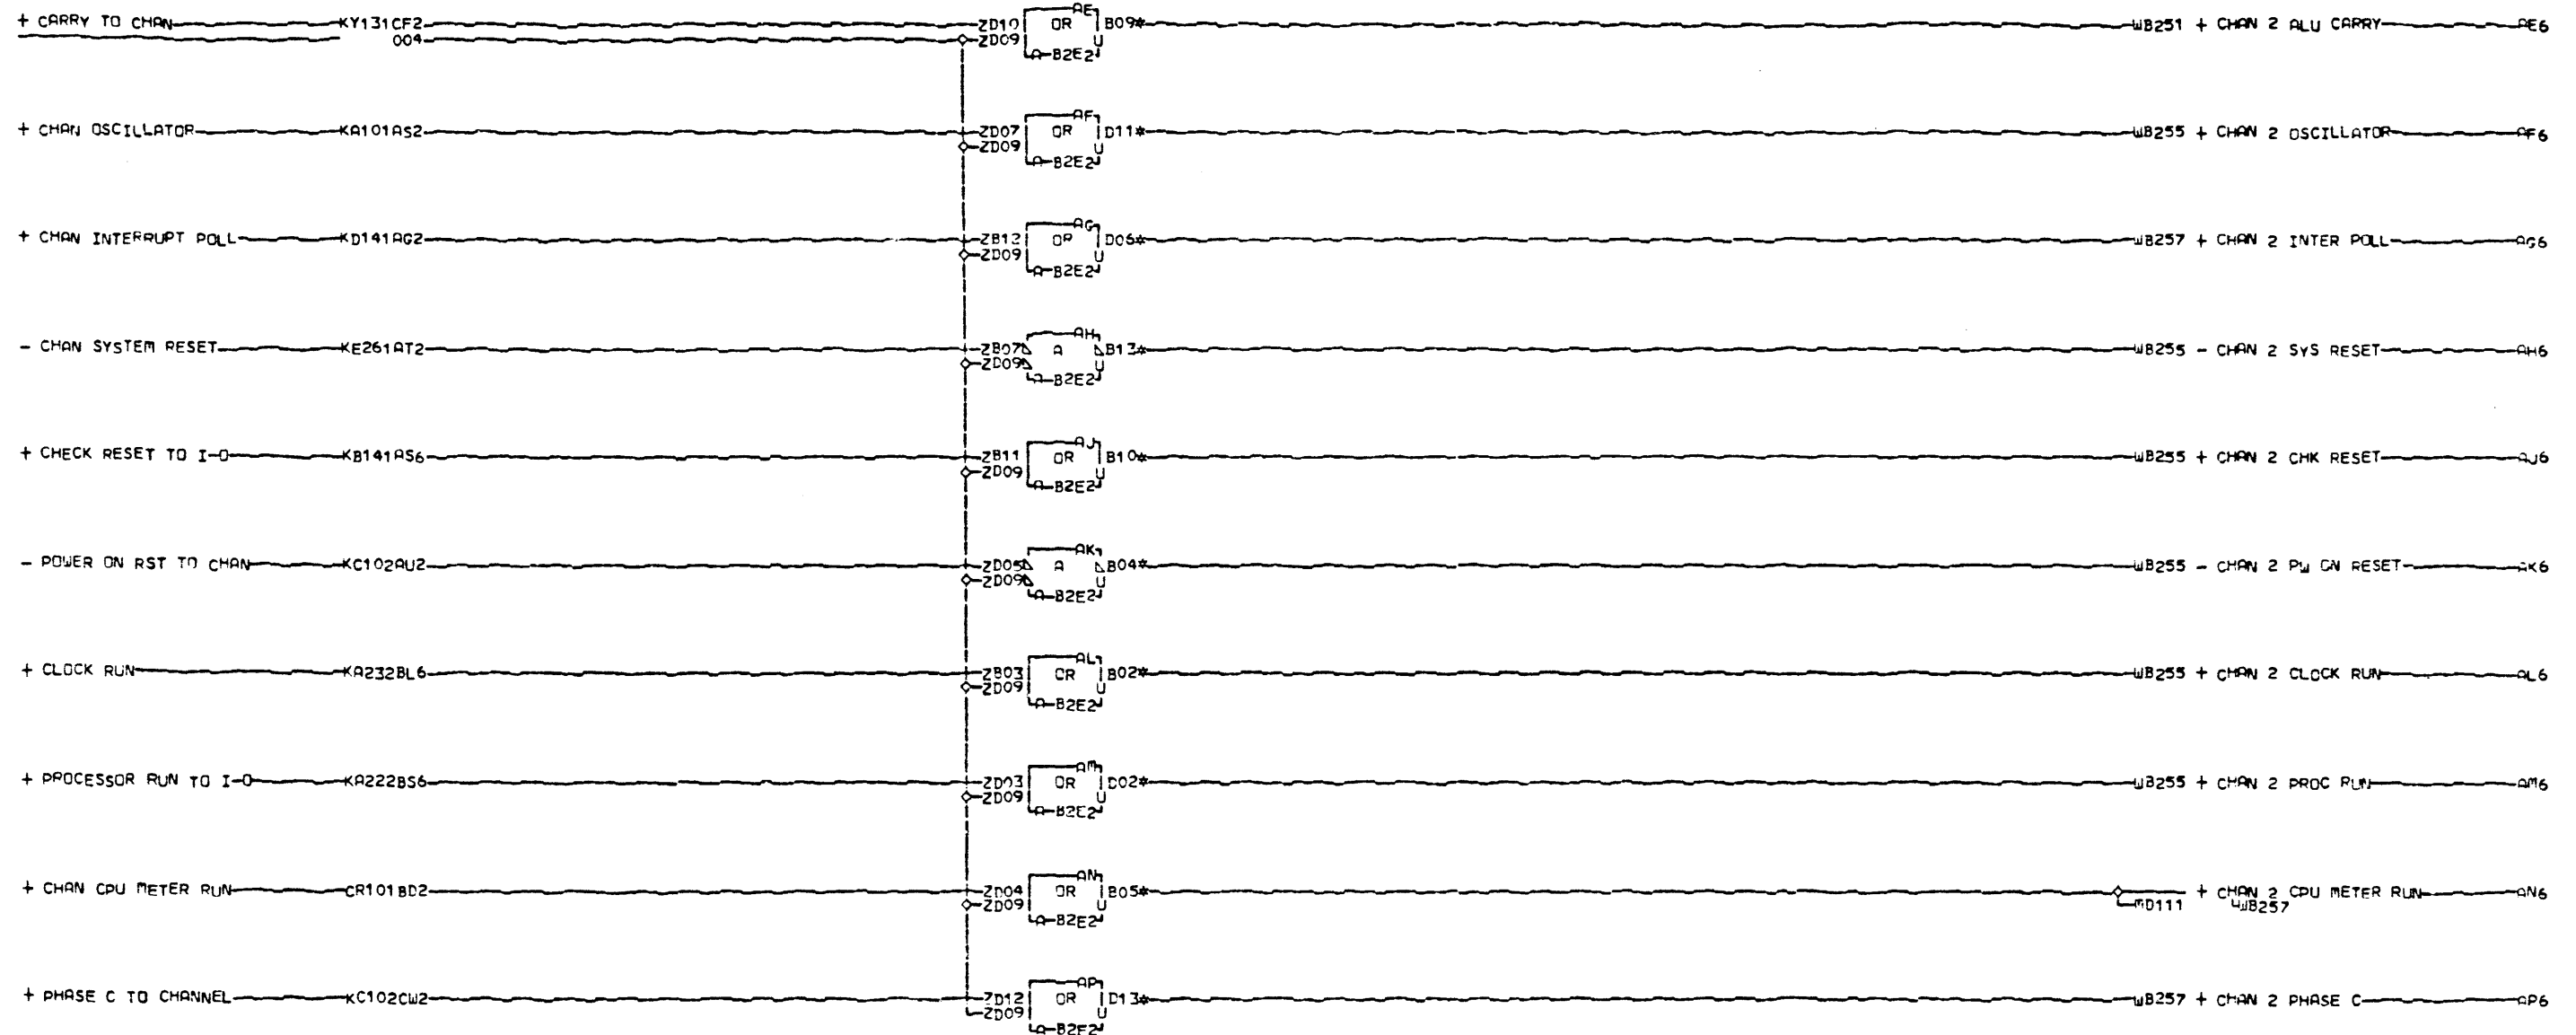 AE
+ CARRY TO CHAN KY131CF2 ZD10 OR B09* WB251 + CHAN 2 ALU CARRY AE6
004 ZD09 U
A B2E2
AF
+ CHAN OSCILLATOR KA101AS2 ZD07 OR D11* WB255 + CHAN 2 OSCILLATOR AF6
ZD09 U
A B2E2
AG
+ CHAN INTERRUPT POLL KD141AG2 ZB12 OR D06* WB257 + CHAN 2 INTER POLL AG6
ZD09 U
A B2E2
AH
- CHAN SYSTEM RESET KE261AT2 ZB07 A B13* WB255 - CHAN 2 SYS RESET AH6
ZD09 U
A B2E2
AJ
+ CHECK RESET TO I-O KB141AS6 ZB11 OR B10* WB255 + CHAN 2 CHK RESET AJ6
ZD09 U
A B2E2
AK
- POWER ON RST TO CHAN KC102AU2 ZD05 A B04* WB255 - CHAN 2 PW ON RESET AK6
ZD09 U
A B2E2
AL
+ CLOCK RUN KA232BL6 ZB03 OR B02* WB255 + CHAN 2 CLOCK RUN AL6
ZD09 U
A B2E2
AM
+ PROCESSOR RUN TO I-O KA222BS6 ZD03 OR D02* WB255 + CHAN 2 PROC RUN AM6
ZD09 U
A B2E2
AN
+ CHAN CPU METER RUN CR101BD2 ZD04 OR B05* + CHAN 2 CPU METER RUN AN6
ZD09 U MD111 WB257
A B2E2
AP
+ PHASE C TO CHANNEL KC102CW2 ZD12 OR D13* WB257 + CHAN 2 PHASE C AP6
ZD09 U
A B2E2